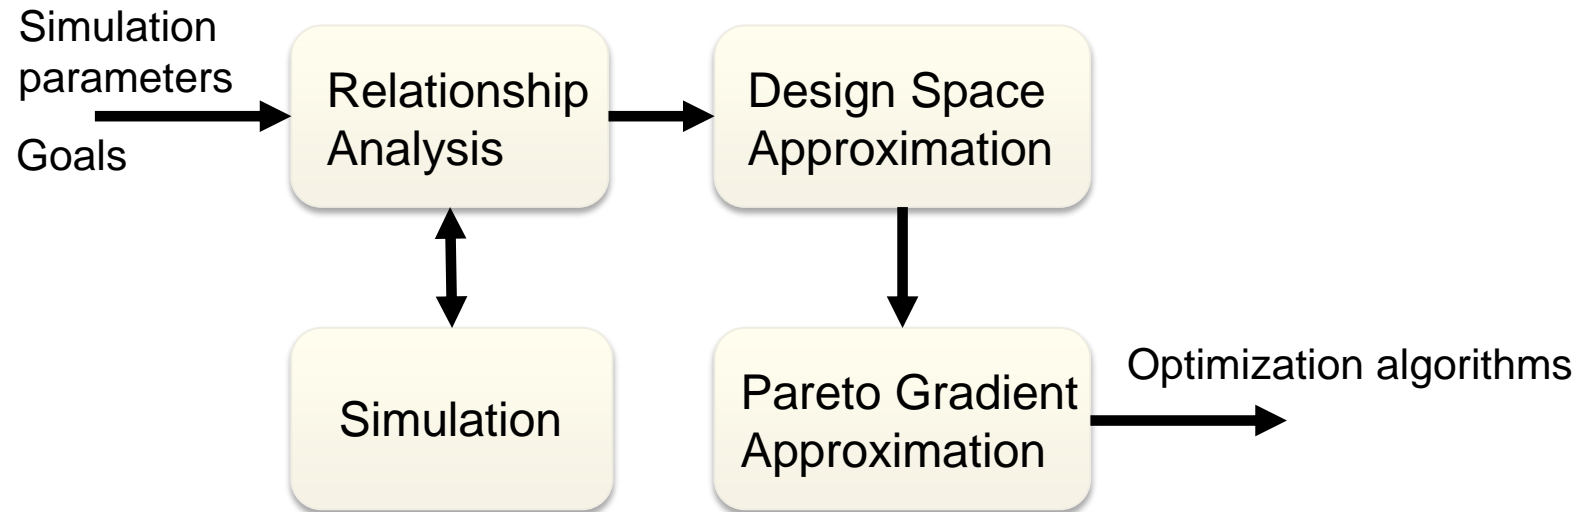 Simulation
parameters
Goals
Relationship
Analysis
Design Space
Approximation
Simulation
Pareto Gradient
Approximation
Optimization algorithms